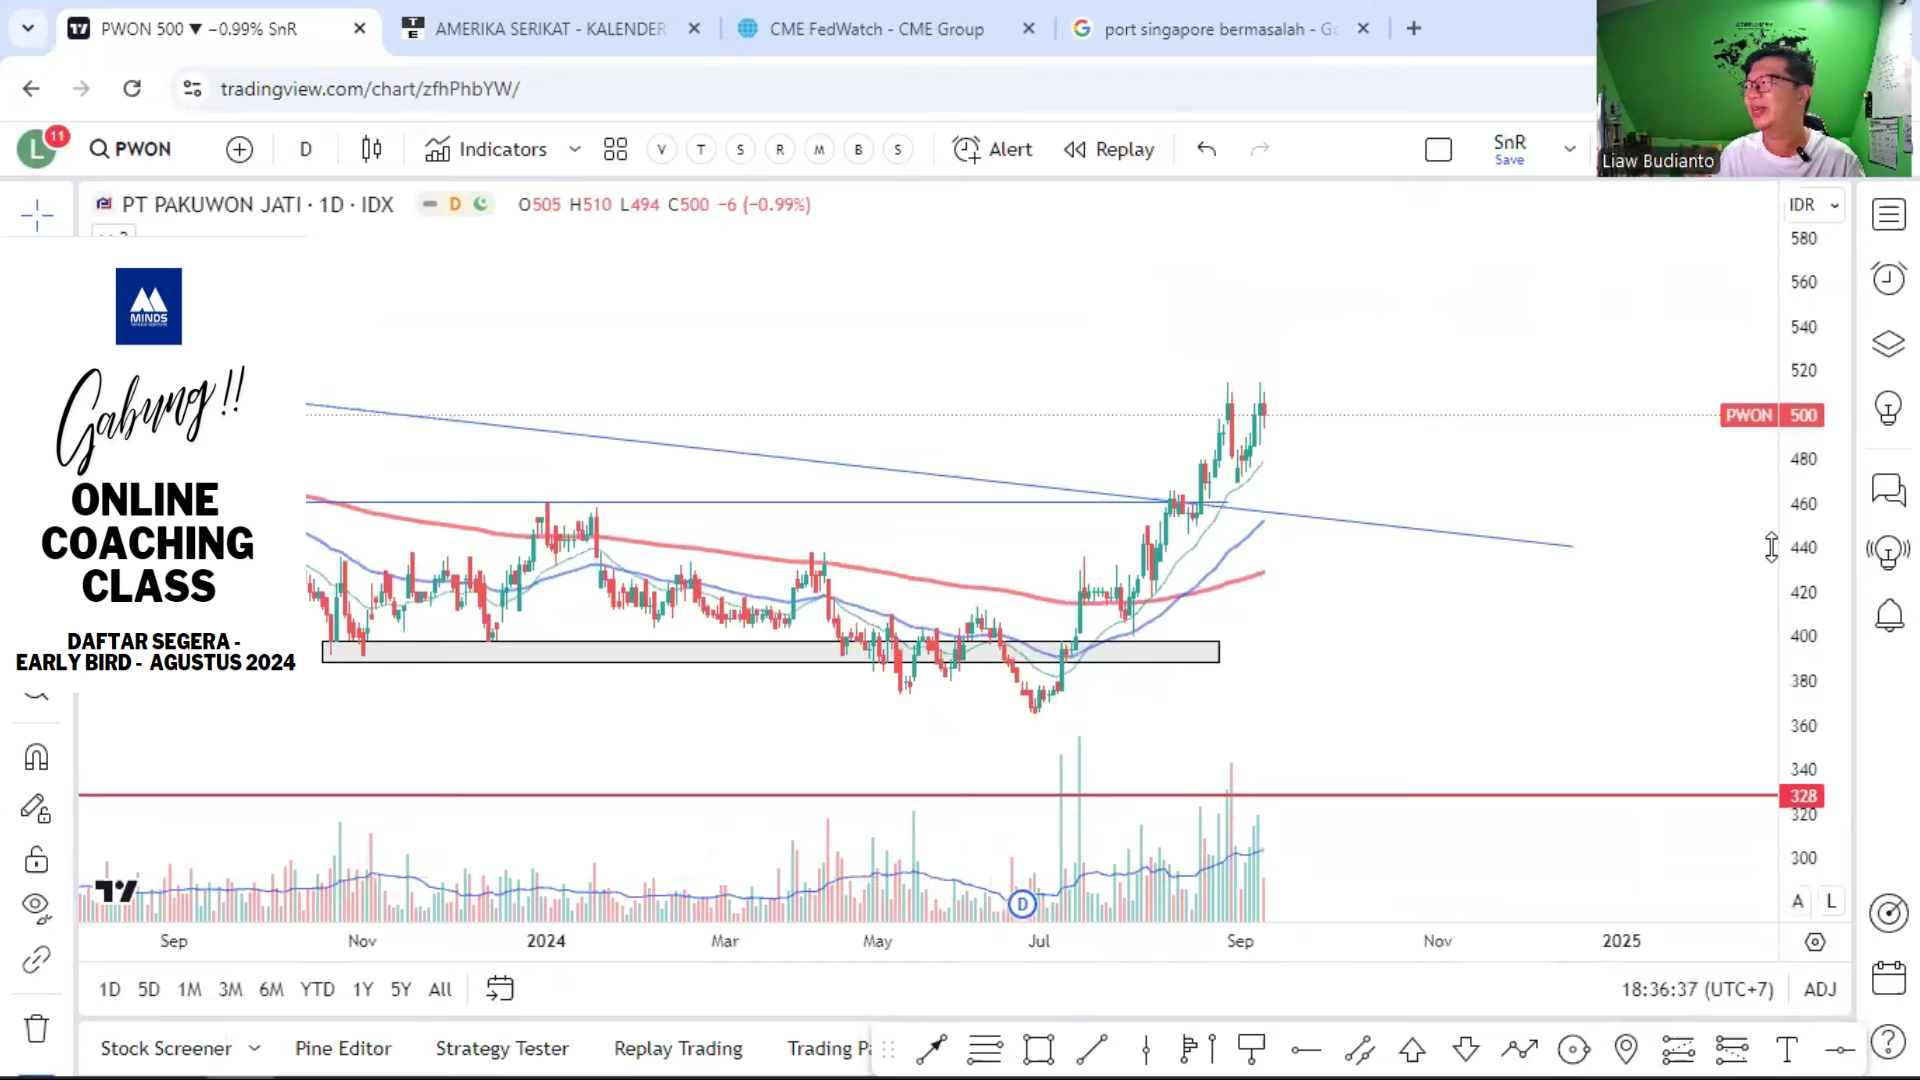 PWON 500 ▼ −0.99% SnR
AMERIKA SERIKAT - KALENDER
CME FedWatch - CME Group
port singapore bermasalah - Go
tradingview.com/chart/zfhPhbYW/
L
11
PWON
D
Indicators
V
T
S
R
M
B
S
Alert
Replay
SnR
Save
Liaw Budianto
PT PAKUWON JATI · 1D · IDX
D
O505 H510 L494 C500 −6 (−0.99%)
IDR
580
560
540
520
PWON 500
480
460
440
420
400
380
360
340
328
320
300
MINDS
Gabung !!
ONLINE
COACHING
CLASS
DAFTAR SEGERA -
EARLY BIRD - AGUSTUS 2024
D
A L
Sep
Nov
2024
Mar
May
Jul
Sep
Nov
2025
1D 5D 1M 3M 6M YTD 1Y 5Y All
18:36:37 (UTC+7)
ADJ
Stock Screener
Pine Editor
Strategy Tester
Replay Trading
Trading